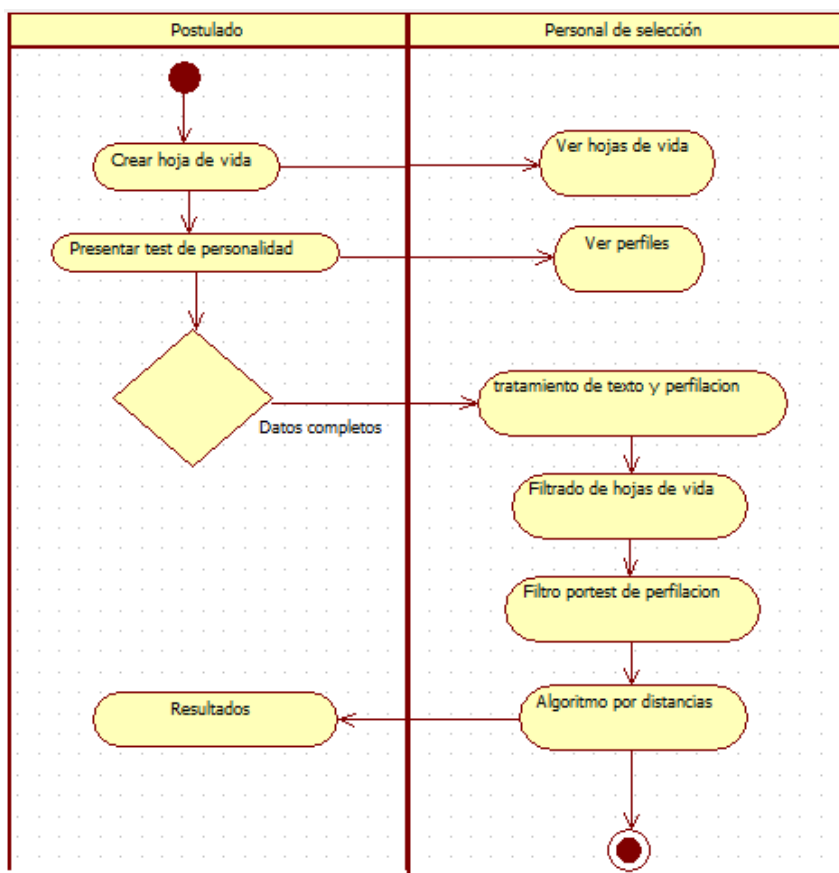 Postulado
Personal de selección
Crear hoja de vida
Ver hojas de vida
Presentar test de personalidad
Ver perfiles
tratamiento de texto y perfilacion
Datos completos
Filtrado de hojas de vida
Filtro portest de perfilacion
Resultados
Algoritmo por distancias